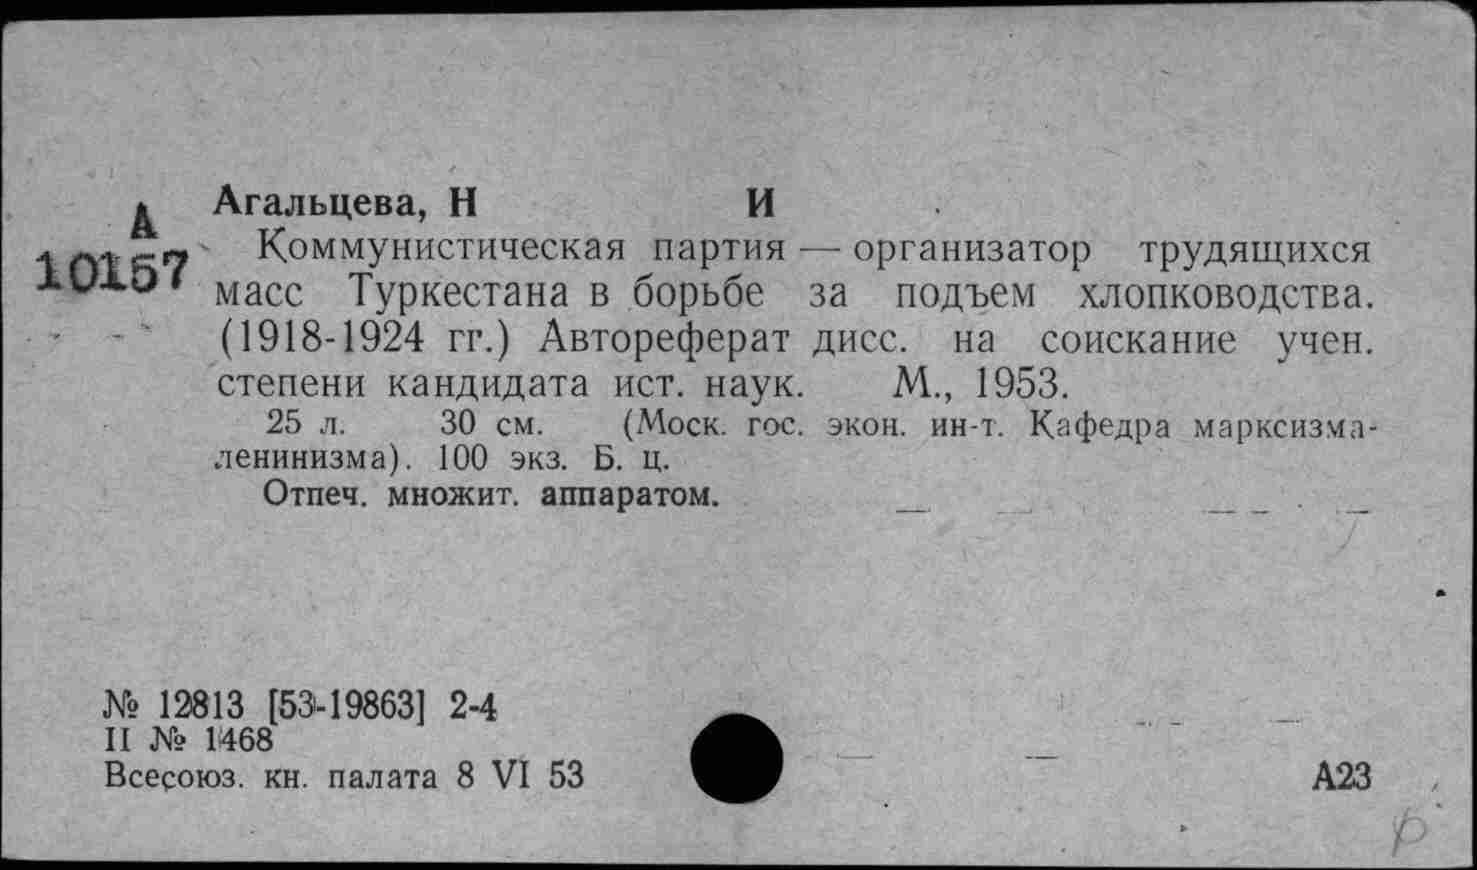 А
10157
Агальцева, Н И
Коммунистическая партия — организатор трудящихся
масс Туркестана в борьбе за подъем хлопководства.
(1918-1924 гг.) Автореферат дисс. на соискание учен.
степени кандидата ист. наук. М., 1953.
25 л. 30 см. (Моск. гос. экон. ин-т. Кафедра марксизма-
ленинизма). 100 экз. Б. ц.
Отпеч. множит. аппаратом.
№ 12813 [53-19863] 2-4
II № 1468
Всесоюз. кн. палата 8 VI 53
А23
р